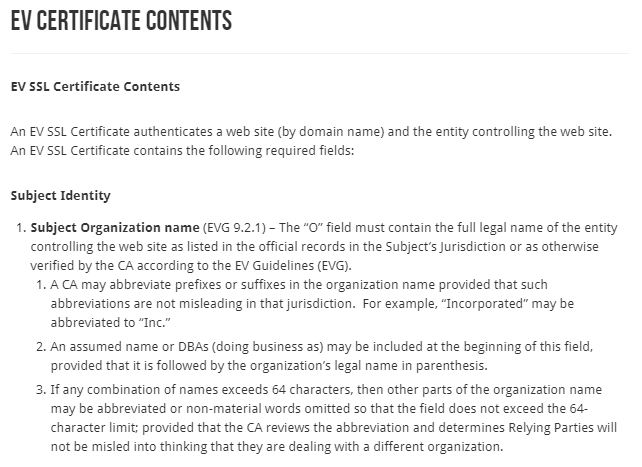 EV CERTIFICATE CONTENTS
EV SSL Certificate Contents
An EV SSL Certificate authenticates a web site (by domain name) and the entity controlling the web site.
An EV SSL Certificate contains the following required fields:
Subject Identity
1. Subject Organization name (EVG 9.2.1) – The “O” field must contain the full legal name of the entity
controlling the web site as listed in the official records in the Subject’s Jurisdiction or as otherwise
verified by the CA according to the EV Guidelines (EVG).
1. A CA may abbreviate prefixes or suffixes in the organization name provided that such
abbreviations are not misleading in that jurisdiction.  For example, “Incorporated” may be
abbreviated to “Inc.”
2. An assumed name or DBAs (doing business as) may be included at the beginning of this field,
provided that it is followed by the organization’s legal name in parenthesis.
3. If any combination of names exceeds 64 characters, then other parts of the organization name
may be abbreviated or non-material words omitted so that the field does not exceed the 64-
character limit; provided that the CA reviews the abbreviation and determines Relying Parties will
not be misled into thinking that they are dealing with a different organization.